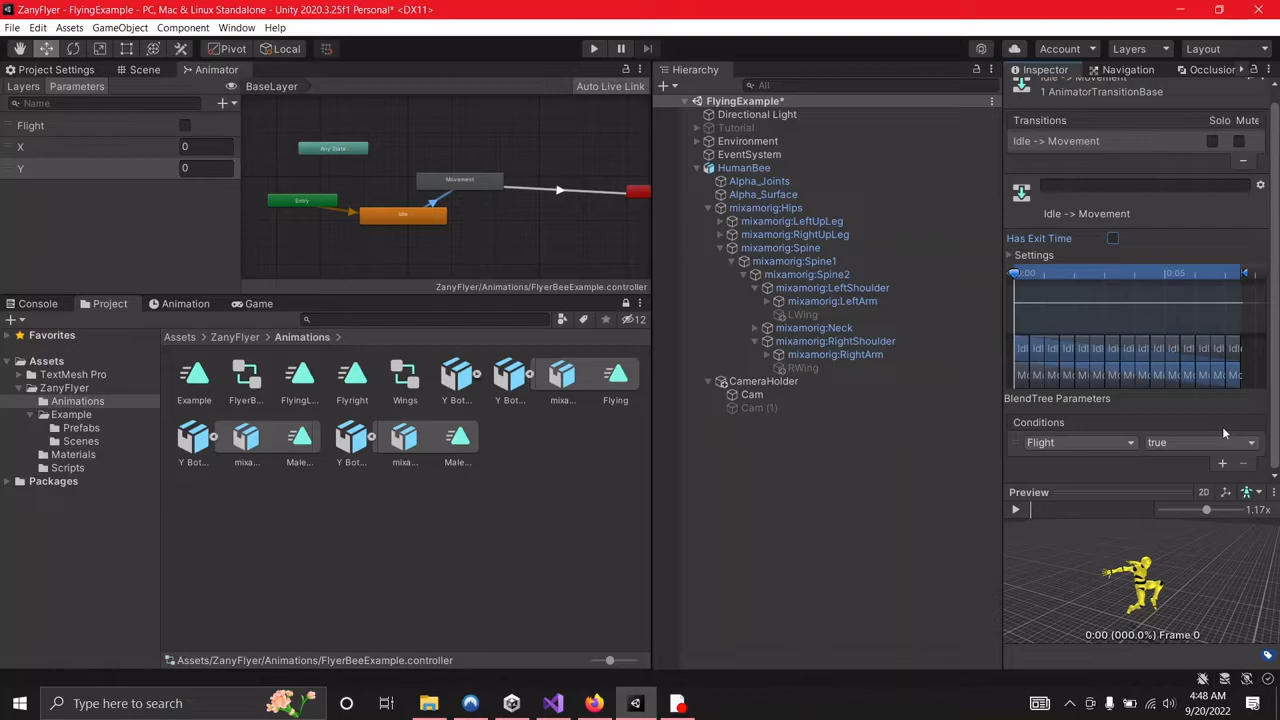 ZanyFlyer - FlyingExample - PC, Mac & Linux Standalone - Unity 2020.3.25f1 Personal* <DX11>
File Edit Assets GameObject Component Window Help
Pivot Local Account Layers Layout
Project Settings Scene Animator
Layers Parameters BaseLayer Auto Live Link
Name
Flight
X 0
Y 0
Any State
Movement
Entry
Idle
ZanyFlyer/Animations/FlyerBeeExample.controller
Console Project Animation Game
12
Favorites
Assets
TextMesh Pro
ZanyFlyer
Animations
Example
Prefabs
Scenes
Materials
Scripts
Packages
Assets ZanyFlyer Animations
Example FlyerB... FlyingL... Flyright Wings Y Bot... Y Bot... mixa... Flying
Y Bot... mixa... Male... Y Bot... mixa... Male...
Assets/ZanyFlyer/Animations/FlyerBeeExample.controller
Hierarchy
All
FlyingExample*
Directional Light
Tutorial
Environment
EventSystem
HumanBee
Alpha_Joints
Alpha_Surface
mixamorig:Hips
mixamorig:LeftUpLeg
mixamorig:RightUpLeg
mixamorig:Spine
mixamorig:Spine1
mixamorig:Spine2
mixamorig:LeftShoulder
mixamorig:LeftArm
LWing
mixamorig:Neck
mixamorig:RightShoulder
mixamorig:RightArm
RWing
CameraHolder
Cam
Cam (1)
Inspector Navigation Occlusion
Idle -> Movement
1 AnimatorTransitionBase
Transitions Solo Mute
Idle -> Movement
Idle -> Movement
Has Exit Time
Settings
:00 0:05
BlendTree Parameters
Conditions
Flight true
Preview 2D
1.17x
0:00 (000.0%) Frame 0
Type here to search
4:48 AM
9/20/2022